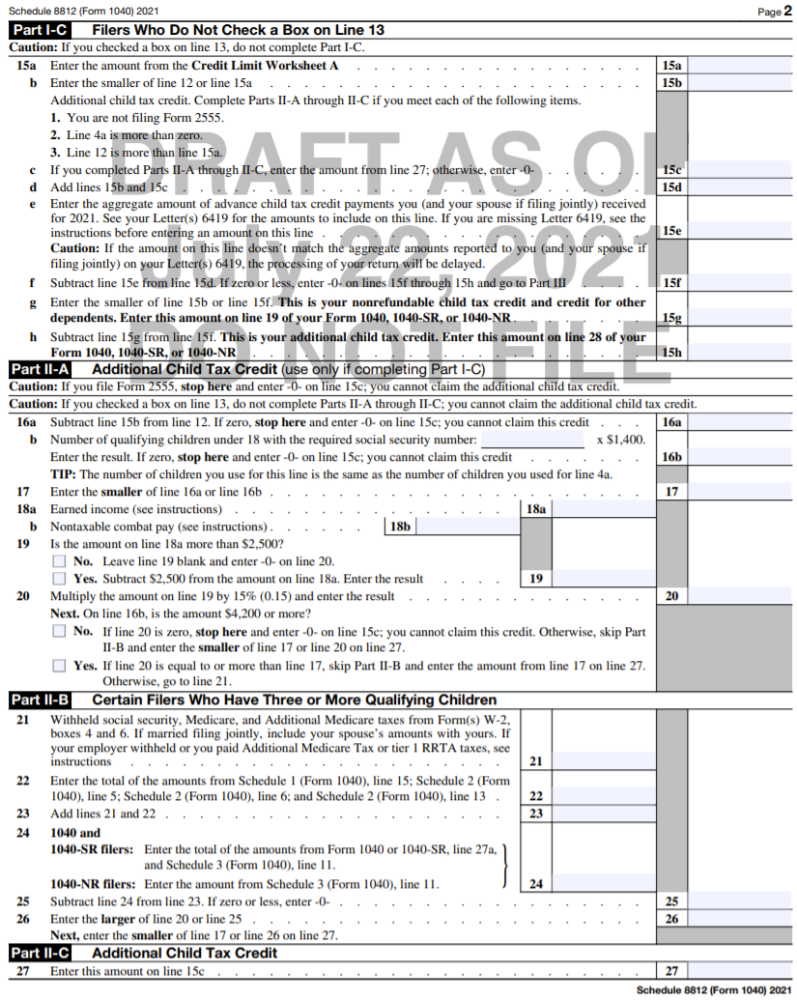 Schedule 8812 (Form 1040) 2021 Page 2
Part I-C Filers Who Do Not Check a Box on Line 13
Caution: If you checked a box on line 13, do not complete Part I-C.
15a Enter the amount from the Credit Limit Worksheet A . . . . . . . . . . . . . . . . . 15a
b Enter the smaller of line 12 or line 15a . . . . . . . . . . . . . . . . . . . . . . 15b
Additional child tax credit. Complete Parts II-A through II-C if you meet each of the following items.
1. You are not filing Form 2555.
2. Line 4a is more than zero.
3. Line 12 is more than line 15a.
c If you completed Parts II-A through II-C, enter the amount from line 27; otherwise, enter -0- . . . . . . 15c
d Add lines 15b and 15c . . . . . . . . . . . . . . . . . . . . . . . . . . . 15d
e Enter the aggregate amount of advance child tax credit payments you (and your spouse if filing jointly) received
for 2021. See your Letter(s) 6419 for the amounts to include on this line. If you are missing Letter 6419, see the
instructions before entering an amount on this line . . . . . . . . . . . . . . . . . . . 15e
Caution: If the amount on this line doesn't match the aggregate amounts reported to you (and your spouse if
filing jointly) on your Letter(s) 6419, the processing of your return will be delayed.
f Subtract line 15e from line 15d. If zero or less, enter -0- on lines 15f through 15h and go to Part III . . . . 15f
g Enter the smaller of line 15b or line 15f. This is your nonrefundable child tax credit and credit for other
dependents. Enter this amount on line 19 of your Form 1040, 1040-SR, or 1040-NR . . . . . . . . 15g
h Subtract line 15g from line 15f. This is your additional child tax credit. Enter this amount on line 28 of your
Form 1040, 1040-SR, or 1040-NR . . . . . . . . . . . . . . . . . . . . . . . 15h
Part II-A Additional Child Tax Credit (use only if completing Part I-C)
Caution: If you file Form 2555, stop here and enter -0- on line 15c; you cannot claim the additional child tax credit.
Caution: If you checked a box on line 13, do not complete Parts II-A through II-C; you cannot claim the additional child tax credit.
16a Subtract line 15b from line 12. If zero, stop here and enter -0- on line 15c; you cannot claim this credit . . . 16a
b Number of qualifying children under 18 with the required social security number: x $1,400.
Enter the result. If zero, stop here and enter -0- on line 15c; you cannot claim this credit . . . . . . . 16b
TIP: The number of children you use for this line is the same as the number of children you used for line 4a.
17 Enter the smaller of line 16a or line 16b . . . . . . . . . . . . . . . . . . . . . . 17
18a Earned income (see instructions) . . . . . . . . . . . . . . . . 18a
b Nontaxable combat pay (see instructions) . . . . . . 18b
19 Is the amount on line 18a more than $2,500?
No. Leave line 19 blank and enter -0- on line 20.
Yes. Subtract $2,500 from the amount on line 18a. Enter the result . . . . 19
20 Multiply the amount on line 19 by 15% (0.15) and enter the result . . . . . . . . . . . . . . 20
Next. On line 16b, is the amount $4,200 or more?
No. If line 20 is zero, stop here and enter -0- on line 15c; you cannot claim this credit. Otherwise, skip Part
II-B and enter the smaller of line 17 or line 20 on line 27.
Yes. If line 20 is equal to or more than line 17, skip Part II-B and enter the amount from line 17 on line 27.
Otherwise, go to line 21.
Part II-B Certain Filers Who Have Three or More Qualifying Children
21 Withheld social security, Medicare, and Additional Medicare taxes from Form(s) W-2,
boxes 4 and 6. If married filing jointly, include your spouse's amounts with yours. If
your employer withheld or you paid Additional Medicare Tax or tier 1 RRTA taxes, see
instructions . . . . . . . . . . . . . . . . . . . . . 21
22 Enter the total of the amounts from Schedule 1 (Form 1040), line 15; Schedule 2 (Form
1040), line 5; Schedule 2 (Form 1040), line 6; and Schedule 2 (Form 1040), line 13 . 22
23 Add lines 21 and 22 . . . . . . . . . . . . . . . . . . . 23
24 1040 and
1040-SR filers: Enter the total of the amounts from Form 1040 or 1040-SR, line 27a,
and Schedule 3 (Form 1040), line 11.
1040-NR filers: Enter the amount from Schedule 3 (Form 1040), line 11. 24
25 Subtract line 24 from line 23. If zero or less, enter -0- . . . . . . . . . . . . . . . . . . 25
26 Enter the larger of line 20 or line 25 . . . . . . . . . . . . . . . . . . . . . . . 26
Next, enter the smaller of line 17 or line 26 on line 27.
Part II-C Additional Child Tax Credit
27 Enter this amount on line 15c . . . . . . . . . . . . . . . . . . . . . . . . . 27
Schedule 8812 (Form 1040) 2021
DRAFT AS OF
July 22, 2021
DO NOT FILE